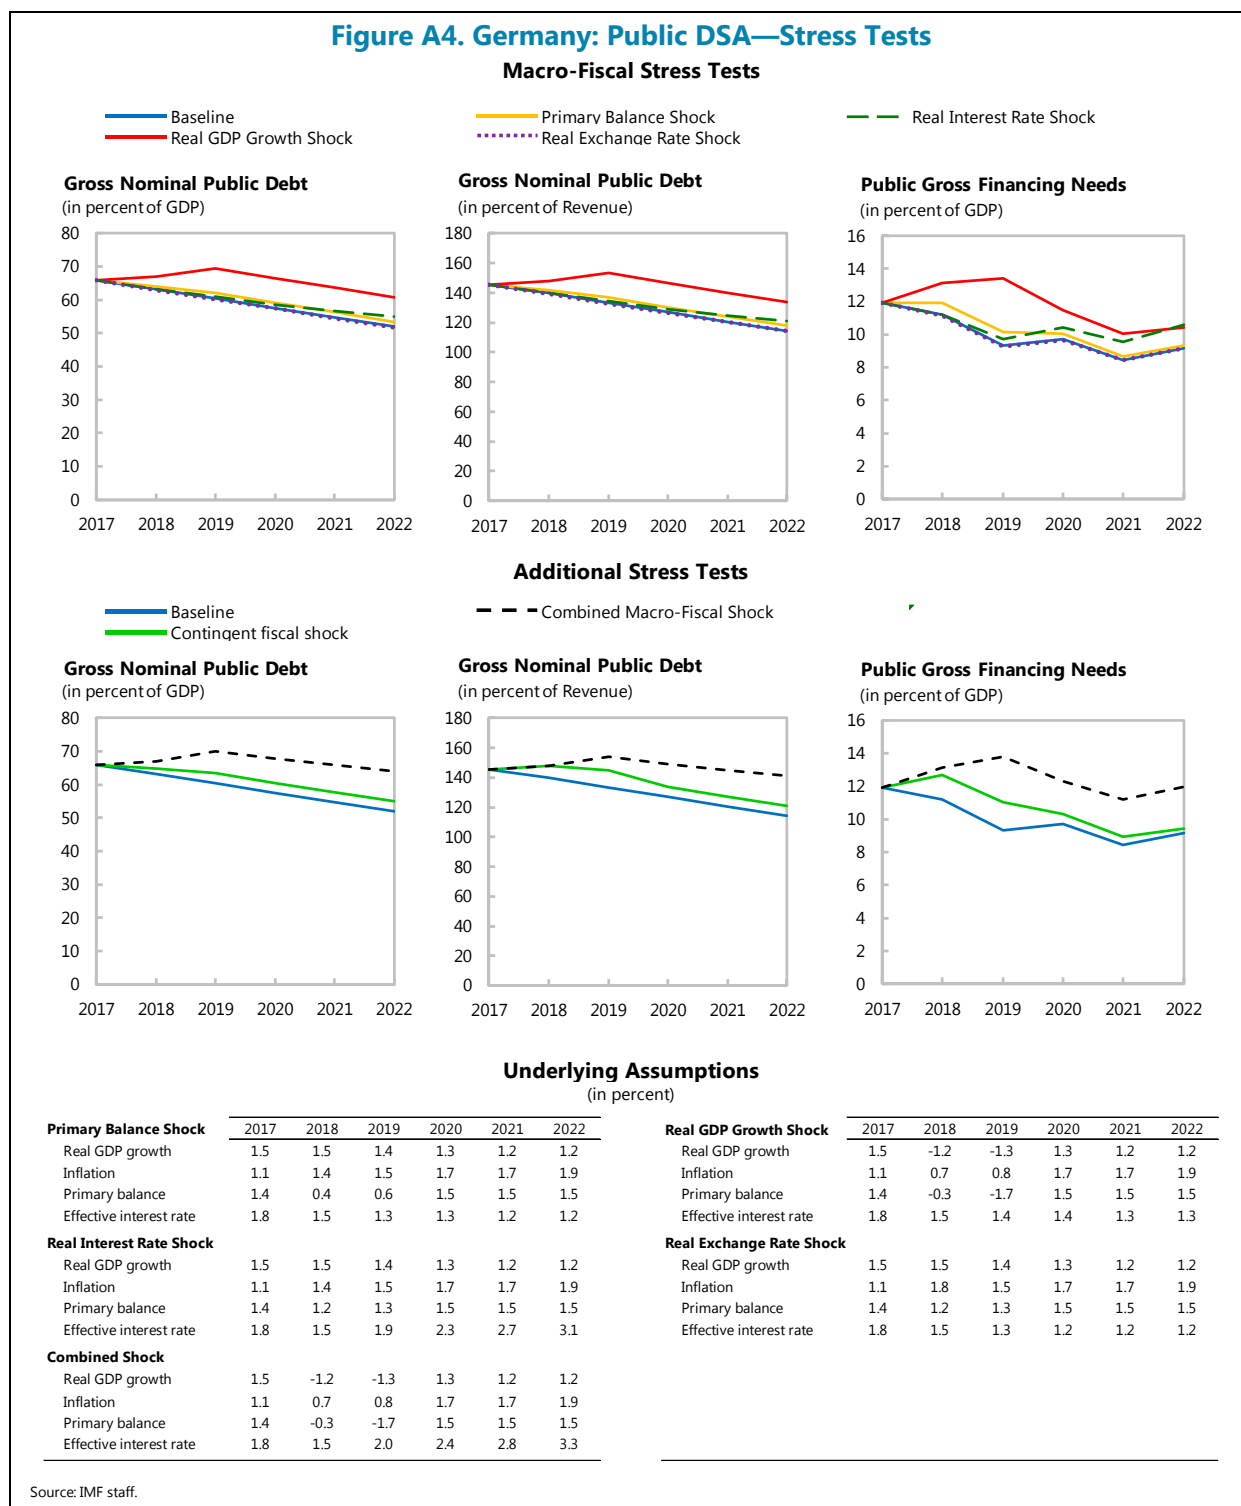 Figure A4. Germany: Public DSA—Stress Tests
Macro-Fiscal Stress Tests
Baseline
Primary Balance Shock
Real Interest Rate Shock
Real GDP Growth Shock
Real Exchange Rate Shock
Gross Nominal Public Debt
(in percent of GDP)
80
70
60
50
40
30
20
10
0
2017 2018 2019 2020 2021 2022
Gross Nominal Public Debt
(in percent of Revenue)
180
160
140
120
100
80
60
40
20
0
2017 2018 2019 2020 2021 2022
Public Gross Financing Needs
(in percent of GDP)
16
14
12
10
8
6
4
2
0
2017 2018 2019 2020 2021 2022
Additional Stress Tests
Baseline
Combined Macro-Fiscal Shock
Contingent fiscal shock
Gross Nominal Public Debt
(in percent of GDP)
80
70
60
50
40
30
20
10
0
2017 2018 2019 2020 2021 2022
Gross Nominal Public Debt
(in percent of Revenue)
180
160
140
120
100
80
60
40
20
0
2017 2018 2019 2020 2021 2022
Public Gross Financing Needs
(in percent of GDP)
16
14
12
10
8
6
4
2
0
2017 2018 2019 2020 2021 2022
Underlying Assumptions
(in percent)
Primary Balance Shock 2017 2018 2019 2020 2021 2022
Real GDP growth 1.5 1.5 1.4 1.3 1.2 1.2
Inflation 1.1 1.4 1.5 1.7 1.7 1.9
Primary balance 1.4 0.4 0.6 1.5 1.5 1.5
Effective interest rate 1.8 1.5 1.3 1.3 1.2 1.2
Real Interest Rate Shock
Real GDP growth 1.5 1.5 1.4 1.3 1.2 1.2
Inflation 1.1 1.4 1.5 1.7 1.7 1.9
Primary balance 1.4 1.2 1.3 1.5 1.5 1.5
Effective interest rate 1.8 1.5 1.9 2.3 2.7 3.1
Combined Shock
Real GDP growth 1.5 -1.2 -1.3 1.3 1.2 1.2
Inflation 1.1 0.7 0.8 1.7 1.7 1.9
Primary balance 1.4 -0.3 -1.7 1.5 1.5 1.5
Effective interest rate 1.8 1.5 2.0 2.4 2.8 3.3
Real GDP Growth Shock 2017 2018 2019 2020 2021 2022
Real GDP growth 1.5 -1.2 -1.3 1.3 1.2 1.2
Inflation 1.1 0.7 0.8 1.7 1.7 1.9
Primary balance 1.4 -0.3 -1.7 1.5 1.5 1.5
Effective interest rate 1.8 1.5 1.4 1.4 1.3 1.3
Real Exchange Rate Shock
Real GDP growth 1.5 1.5 1.4 1.3 1.2 1.2
Inflation 1.1 1.8 1.5 1.7 1.7 1.9
Primary balance 1.4 1.2 1.3 1.5 1.5 1.5
Effective interest rate 1.8 1.5 1.3 1.2 1.2 1.2
Source: IMF staff.